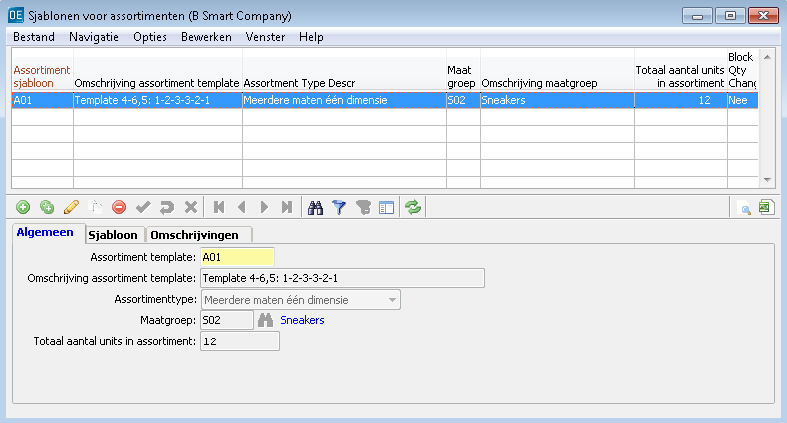 OE Sjablonen voor assortimenten (B Smart Company)
Bestand Navigatie Opties Bewerken Venster Help
Assortiment sjabloon Omschrijving assortiment template Assortment Type Descr Maat groep Omschrijving maatgroep Totaal aantal units in assortiment Block Qty Chang
A01 Template 4-6,5: 1-2-3-3-2-1 Meerdere maten één dimensie S02 Sneakers 12 Nee
Algemeen Sjabloon Omschrijvingen
Assortiment template: A01
Omschrijving assortiment template: Template 4-6,5: 1-2-3-3-2-1
Assortimenttype: Meerdere maten één dimensie
Maatgroep: S02 Sneakers
Totaal aantal units in assortiment: 12